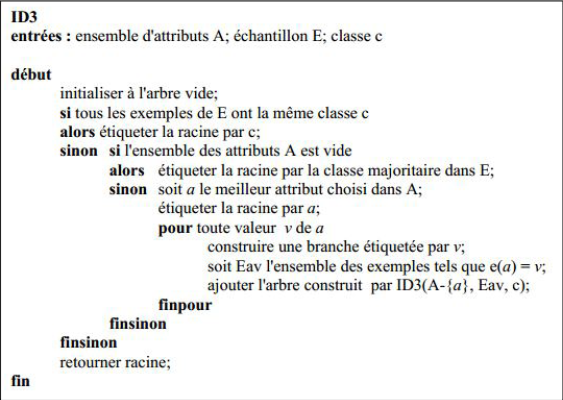 ID3
entrées : ensemble d'attributs A; échantillon E; classe c
début
initialiser à l'arbre vide;
si tous les exemples de E ont la même classe c
alors étiqueter la racine par c;
sinon si l'ensemble des attributs A est vide
alors étiqueter la racine par la classe majoritaire dans E;
sinon soit a le meilleur attribut choisi dans A;
étiqueter la racine par a;
pour toute valeur v de a
construire une branche étiquetée par v;
soit Eav l'ensemble des exemples tels que e(a) = v;
ajouter l'arbre construit par ID3(A-{a}, Eav, c);
finpour
finsinon
finsinon
retourner racine;
fin